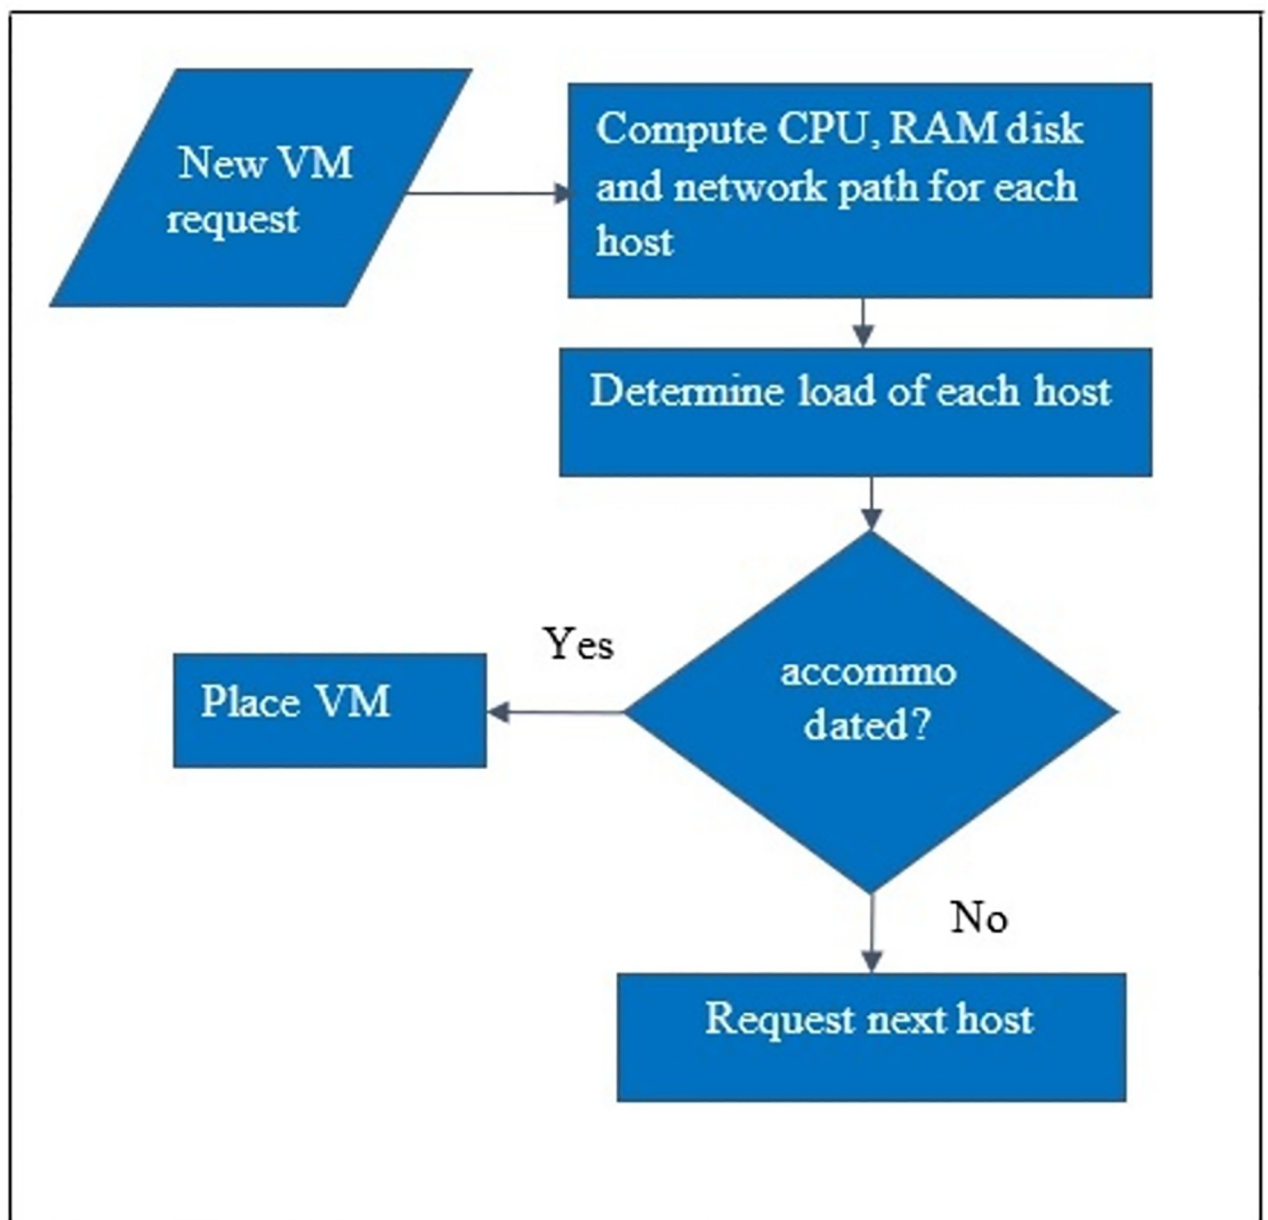 New VM
request
Compute CPU, RAM disk
and network path for each
host
Determine load of each host
accommo
dated?
Yes
Place VM
No
Request next host